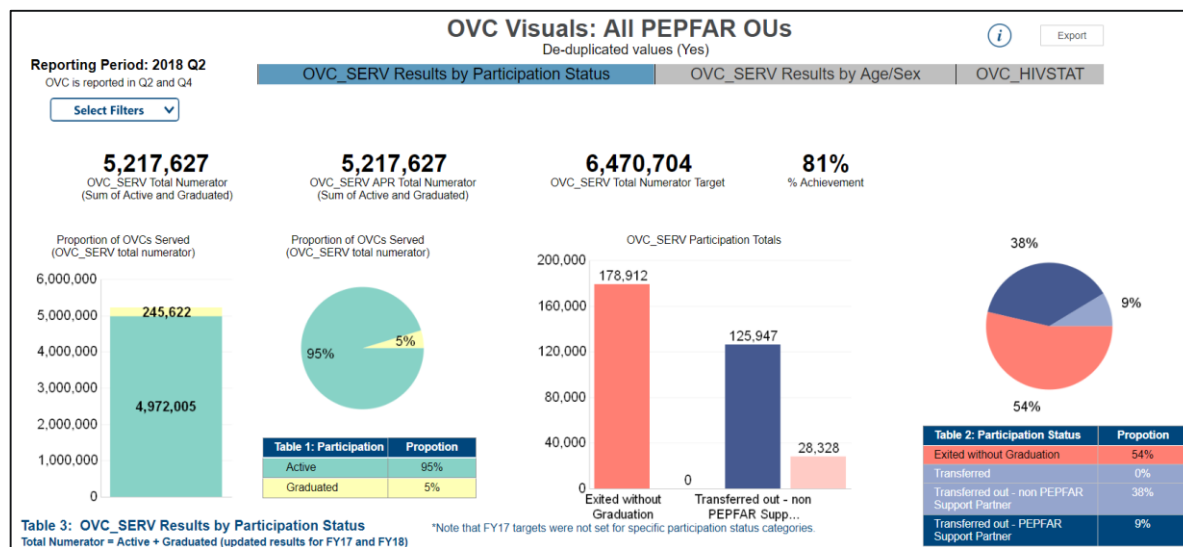 OVC Visuals: All PEPFAR OUs
De-duplicated values (Yes)
i
Export
Reporting Period: 2018 Q2
OVC is reported in Q2 and Q4
Select Filters
OVC_SERV Results by Participation Status
OVC_SERV Results by Age/Sex
OVC_HIVSTAT
5,217,627
OVC_SERV Total Numerator
(Sum of Active and Graduated)
5,217,627
OVC_SERV APR Total Numerator
(Sum of Active and Graduated)
6,470,704
OVC_SERV Total Numerator Target
81%
% Achievement
Proportion of OVCs Served
(OVC_SERV total numerator)
6,000,000
5,000,000
4,000,000
3,000,000
2,000,000
1,000,000
0
245,622
4,972,005
Proportion of OVCs Served
(OVC_SERV total numerator)
95%
5%
Table 1: Participation Propotion
Active 95%
Graduated 5%
OVC_SERV Participation Totals
200,000
160,000
120,000
80,000
40,000
0
178,912
0
125,947
28,328
Exited without
Graduation
Transferred out - non
PEPFAR Supp...
*Note that FY17 targets were not set for specific participation status categories.
38%
9%
54%
Table 2: Participation Status Propotion
Exited without Graduation 54%
Transferred 0%
Transferred out - non PEPFAR 38%
Support Partner
Transferred out - PEPFAR 9%
Support Partner
Table 3: OVC_SERV Results by Participation Status
Total Numerator = Active + Graduated (updated results for FY17 and FY18)